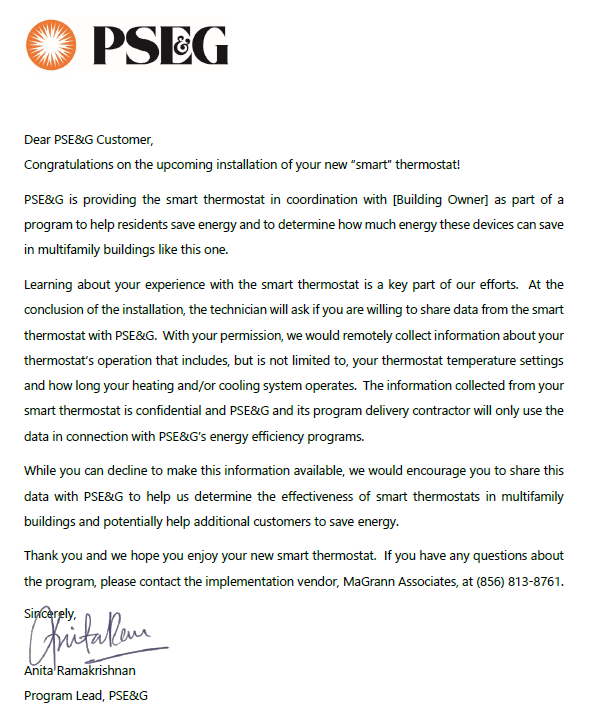 PSE&G
Dear PSE&G Customer,
Congratulations on the upcoming installation of your new “smart” thermostat!
PSE&G is providing the smart thermostat in coordination with [Building Owner] as part of a
program to help residents save energy and to determine how much energy these devices can save
in multifamily buildings like this one.
Learning about your experience with the smart thermostat is a key part of our efforts.  At the
conclusion of the installation, the technician will ask if you are willing to share data from the smart
thermostat with PSE&G.  With your permission, we would remotely collect information about your
thermostat’s operation that includes, but is not limited to, your thermostat temperature settings
and how long your heating and/or cooling system operates.  The information collected from your
smart thermostat is confidential and PSE&G and its program delivery contractor will only use the
data in connection with PSE&G’s energy efficiency programs.
While you can decline to make this information available, we would encourage you to share this
data with PSE&G to help us determine the effectiveness of smart thermostats in multifamily
buildings and potentially help additional customers to save energy.
Thank you and we hope you enjoy your new smart thermostat.  If you have any questions about
the program, please contact the implementation vendor, MaGrann Associates, at (856) 813-8761.
Sincerely,
Anita Ramakrishnan
Program Lead, PSE&G